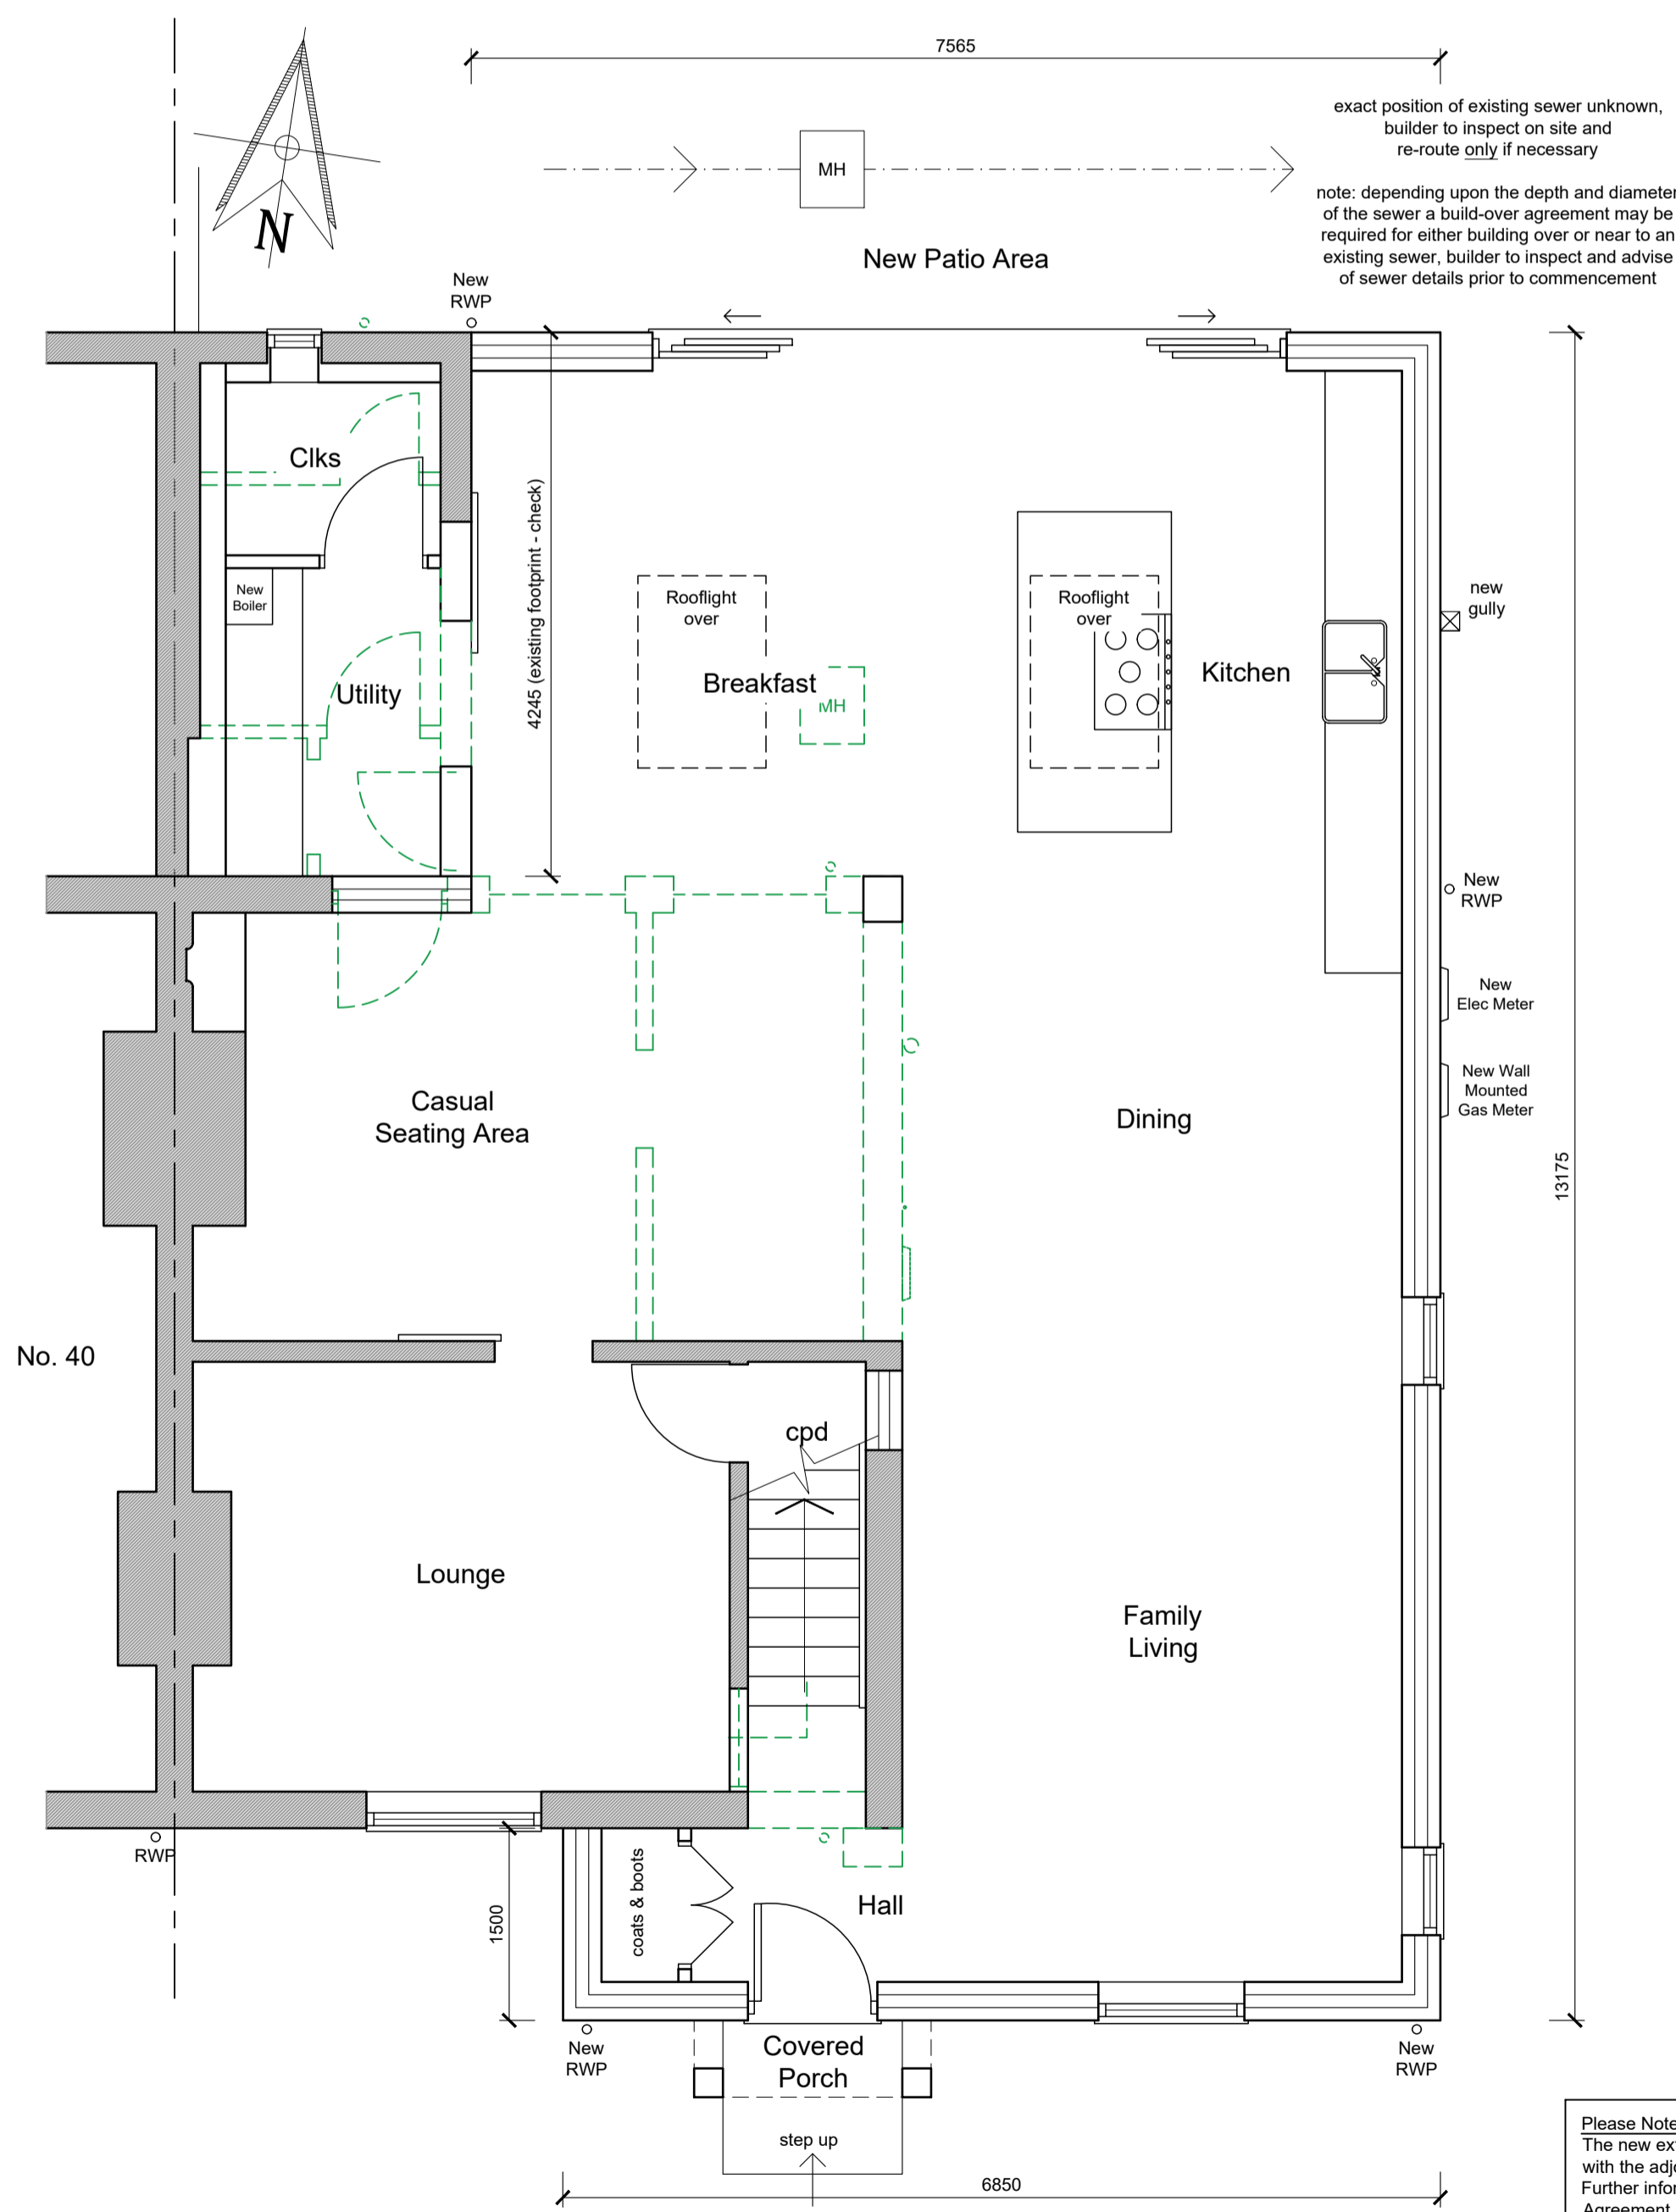 7565
exact position of existing sewer unknown,
builder to inspect on site and
re-route only if necessary
MH
note: depending upon the depth and diameter
of the sewer a build-over agreement may be
required for either building over or near to an
existing sewer, builder to inspect and advise
of sewer details prior to commencement
N
New Patio Area
New
RWP
Clks
4245 (existing footprint - check)
New
Boiler
Rooflight
over
Rooflight
over
new
gully
Utility
Breakfast
MH
Kitchen
New
RWP
New
Elec Meter
New Wall
Mounted
Gas Meter
Casual
Seating Area
Dining
13175
No. 40
cpd
Lounge
Family
Living
RWP
1500
coats & boots
Hall
New
RWP
Covered
Porch
New
RWP
step up
6850
Please Note
The new
with the
Further
Agreement